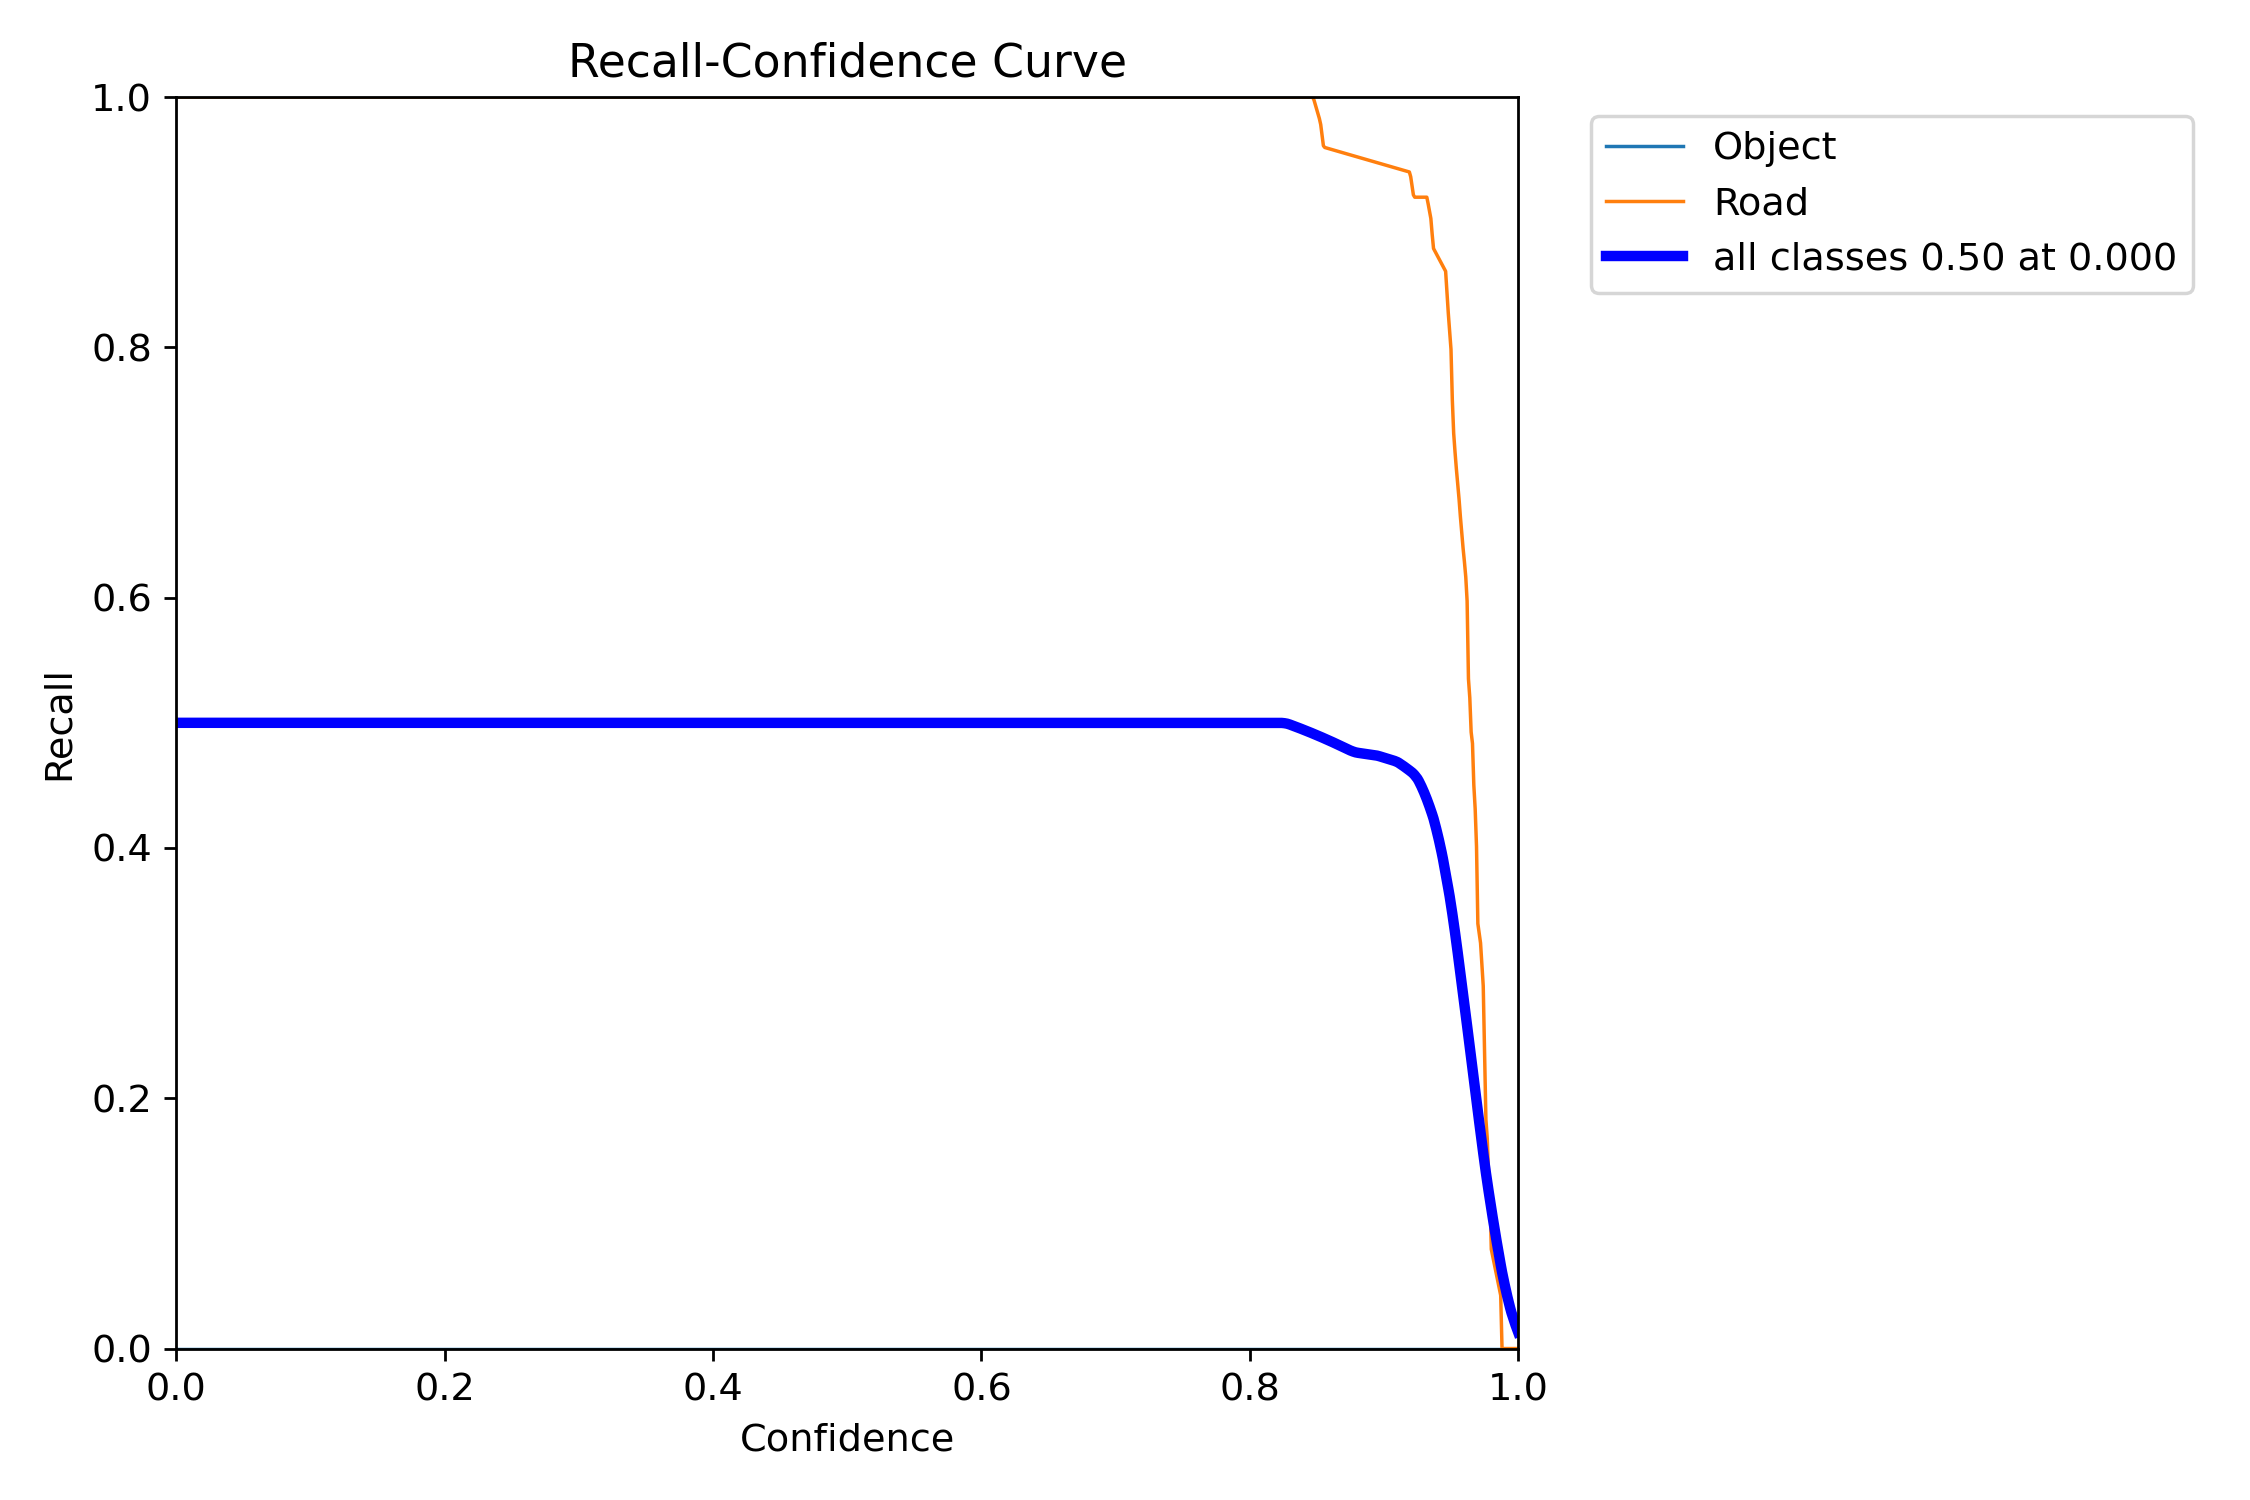 Recall-Confidence Curve
1.0
0.8
0.6
0.4
0.2
0.0
Recall
0.0 0.2 0.4 0.6 0.8 1.0
Confidence
Object
Road
all classes 0.50 at 0.000